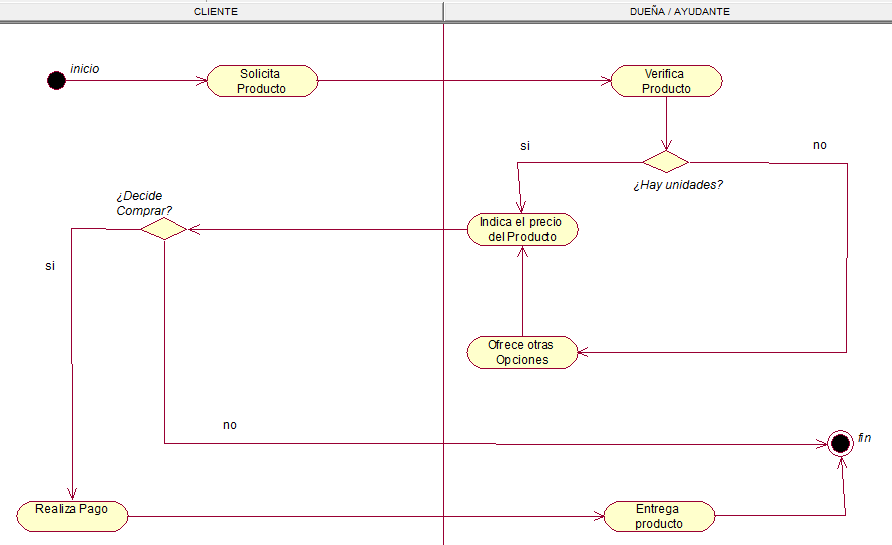 CLIENTE
DUEÑA / AYUDANTE
inicio
Solicita
Producto
Verifica
Producto
si
no
¿Hay unidades?
¿Decide
Comprar?
Indica el precio
del Producto
si
Ofrece otras
Opciones
no
fin
Realiza Pago
Entrega
producto